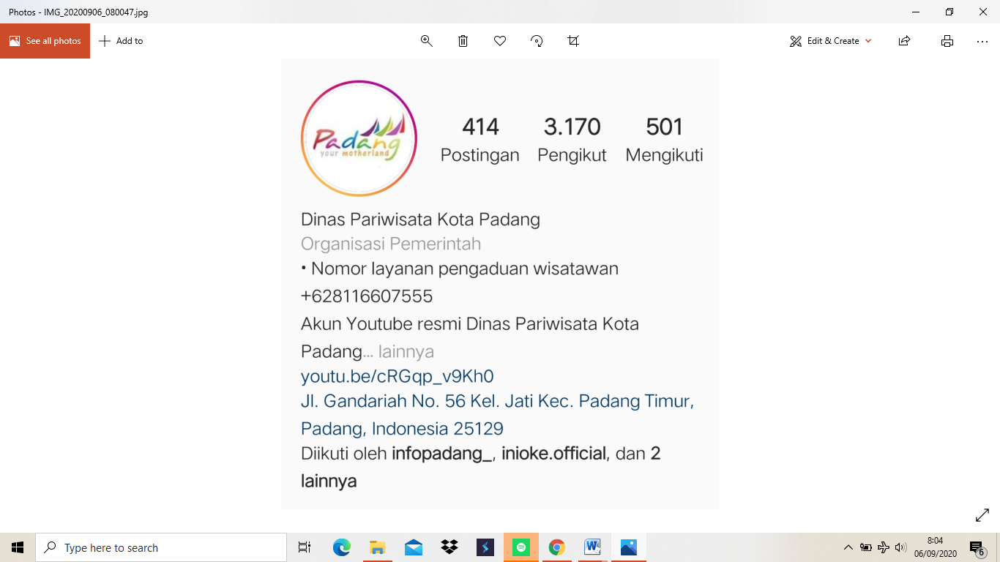 Photos - IMG_20200906_080047.jpg
See all photos
Add to
Edit & Create
Padang
your motherland
414 3.170 501
Postingan Pengikut Mengikuti
Dinas Pariwisata Kota Padang
Organisasi Pemerintah
• Nomor layanan pengaduan wisatawan
+628116607555
Akun Youtube resmi Dinas Pariwisata Kota
Padang... lainnya
youtu.be/cRGqp_v9Kh0
Jl. Gandariah No. 56 Kel. Jati Kec. Padang Timur,
Padang, Indonesia 25129
Diikuti oleh infopadang_, inioke.official, dan 2
lainnya
Type here to search
8:04
06/09/2020
6